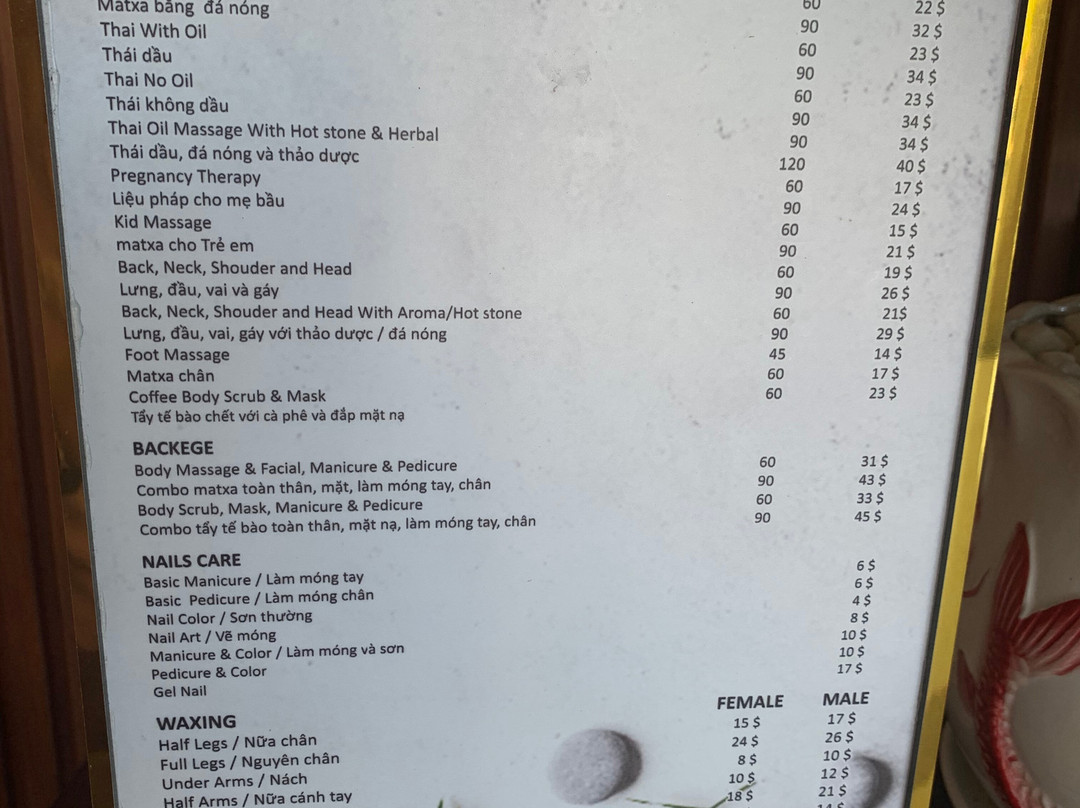 Matxa bằng đá nóng 60 22 $
Thai With Oil 90 32 $
Thái dầu 60 23 $
Thai No Oil 90 34 $
Thái không dầu 60 23 $
Thai Oil Massage With Hot stone & Herbal 90 34 $
Thái dầu, đá nóng và thảo dược 90 34 $
Pregnancy Therapy 120 40 $
Liệu pháp cho mẹ bầu 60 17 $
Kid Massage 90 24 $
matxa cho Trẻ em 60 15 $
Back, Neck, Shouder and Head 90 21 $
Lưng, đầu, vai và gáy 60 19 $
Back, Neck, Shouder and Head With Aroma/Hot stone 90 26 $
Lưng, đầu, vai, gáy với thảo dược / đá nóng 60 21$
Foot Massage 90 29 $
Matxa chân 45 14 $
Coffee Body Scrub & Mask 60 17 $
Tẩy tế bào chết với cà phê và đắp mặt nạ 60 23 $
BACKEGE
Body Massage & Facial, Manicure & Pedicure 60 31 $
Combo matxa toàn thân, mặt, làm móng tay, chân 90 43 $
Body Scrub, Mask, Manicure & Pedicure 60 33 $
Combo tẩy tế bào toàn thân, mặt nạ, làm móng tay, chân 90 45 $
NAILS CARE
Basic Manicure / Làm móng tay 6 $
Basic Pedicure / Làm móng chân 6 $
Nail Color / Sơn thường 4 $
Nail Art / Vẽ móng 8 $
Manicure & Color / Làm móng và sơn 10 $
Pedicure & Color 10 $
Gel Nail 17 $
WAXING FEMALE MALE
Half Legs / Nữa chân 15 $ 17 $
Full Legs / Nguyên chân 24 $ 26 $
Under Arms / Nách 8 $ 10 $
Half Arms / Nữa cánh tay 10 $ 12 $
18 $ 21 $